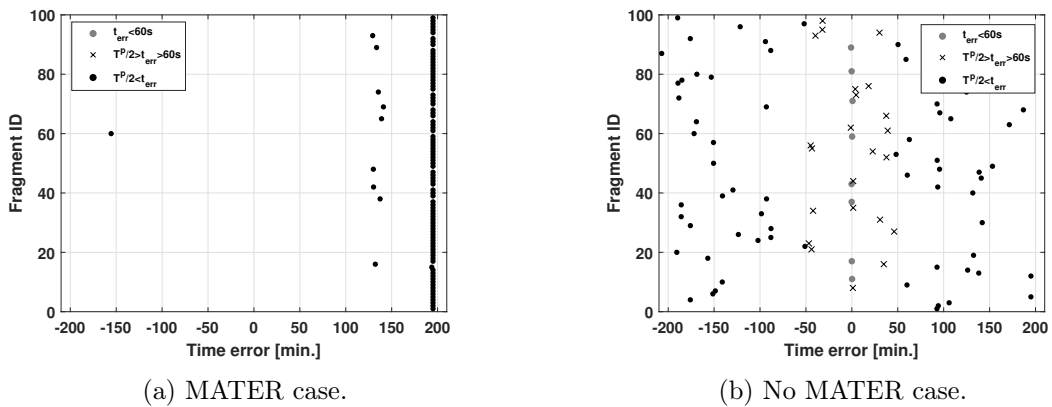 100
80
60
40
20
0
Fragment ID
t_err<60s
T^P/2>t_err>60s
T^P/2<t_err
-200 -150 -100 -50 0 50 100 150 200
Time error [min.]
(a) MATER case.
100
80
60
40
20
0
Fragment ID
t_err<60s
T^P/2>t_err>60s
T^P/2<t_err
-200 -150 -100 -50 0 50 100 150 200
Time error [min.]
(b) No MATER case.